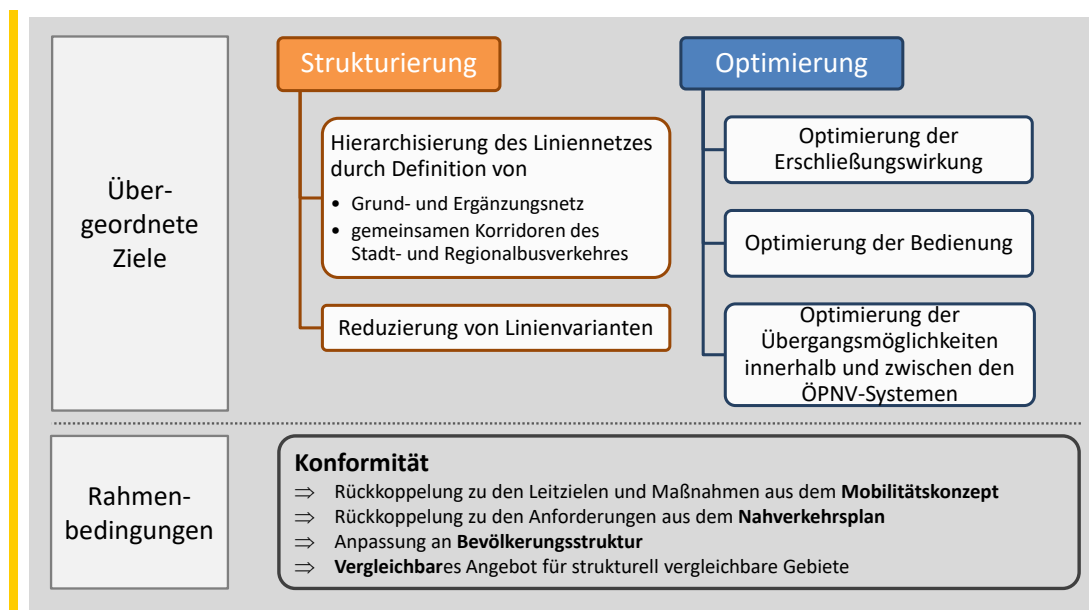 Über-
geordnete
Ziele
Strukturierung
Hierarchisierung des Liniennetzes
durch Definition von
• Grund- und Ergänzungsnetz
• gemeinsamen Korridoren des
Stadt- und Regionalbusverkehres
Reduzierung von Linienvarianten
Optimierung
Optimierung der
Erschließungswirkung
Optimierung der Bedienung
Optimierung der
Übergangsmöglichkeiten
innerhalb und zwischen den
ÖPNV-Systemen
Rahmen-
bedingungen
Konformität
⇒ Rückkoppelung zu den Leitzielen und Maßnahmen aus dem Mobilitätskonzept
⇒ Rückkoppelung zu den Anforderungen aus dem Nahverkehrsplan
⇒ Anpassung an Bevölkerungsstruktur
⇒ Vergleichbares Angebot für strukturell vergleichbare Gebiete